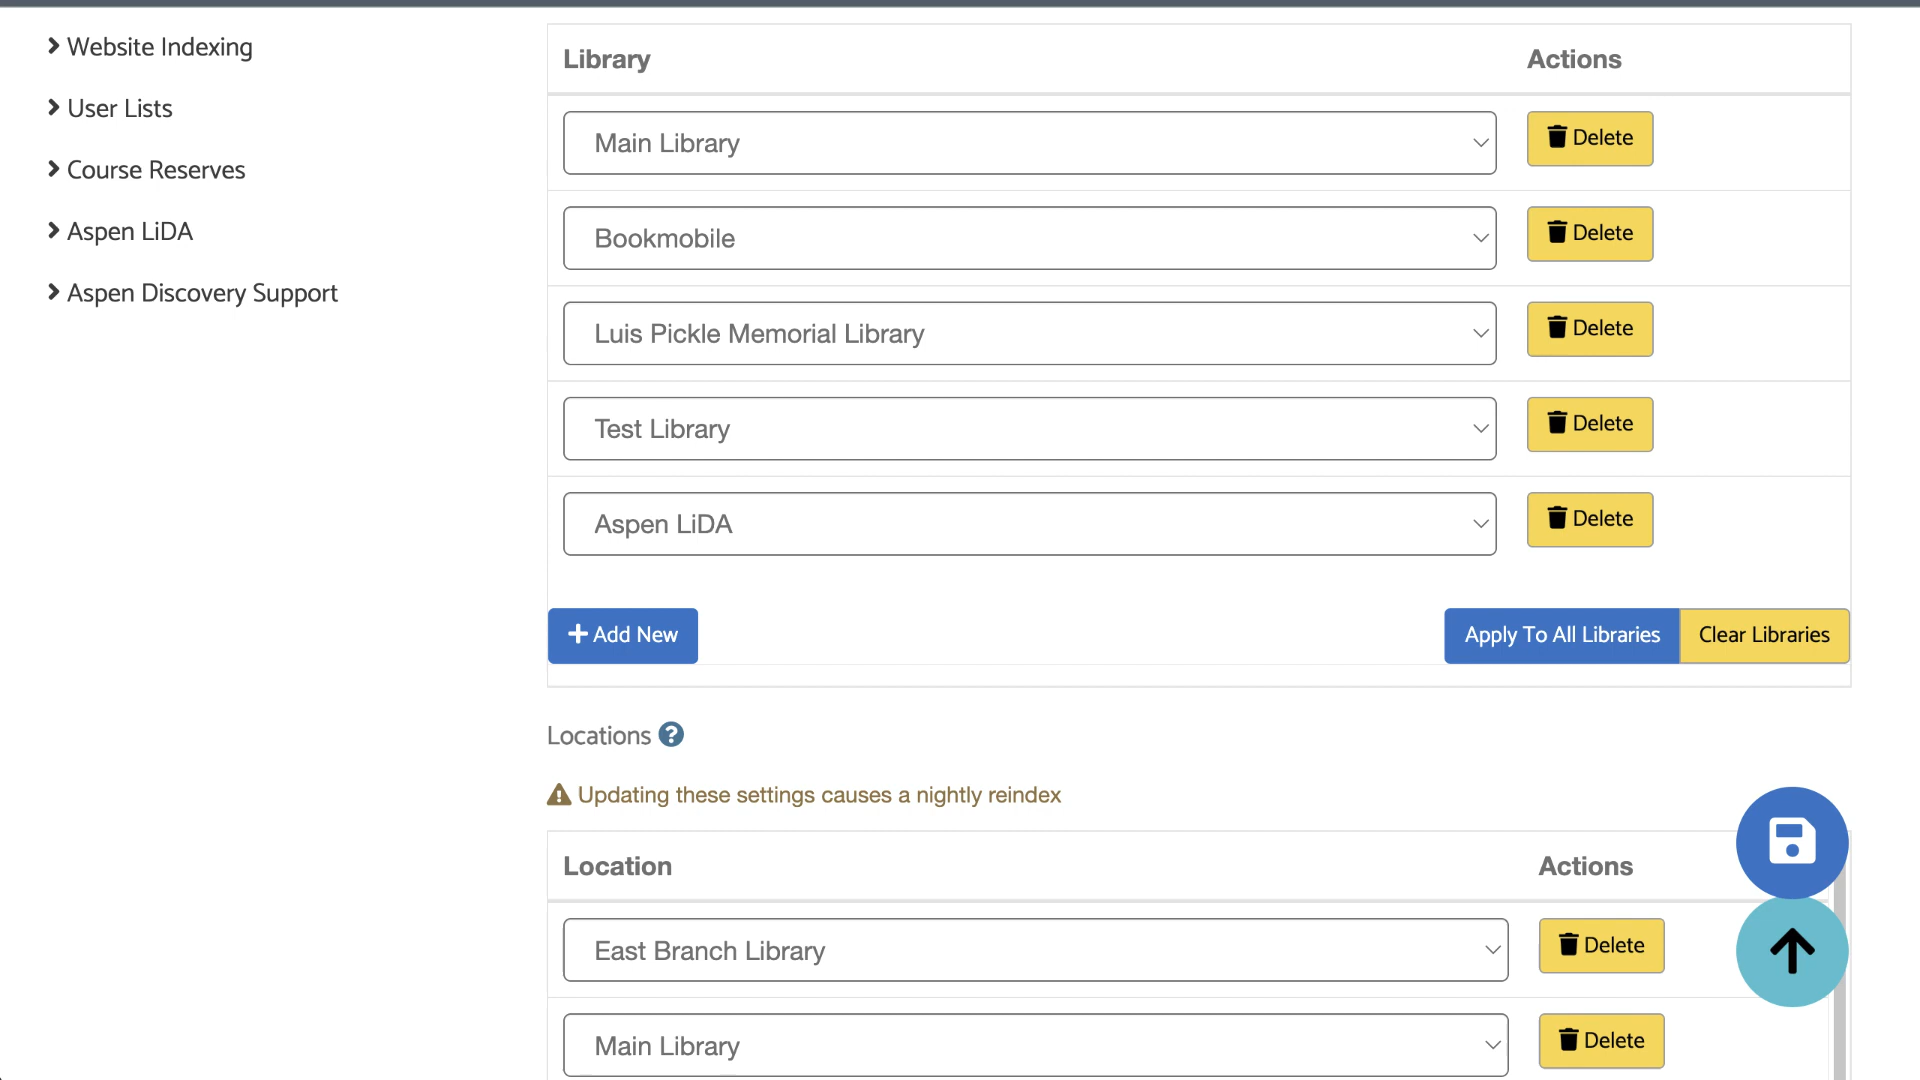 Website Indexing
User Lists
Course Reserves
Aspen LiDA
Aspen Discovery Support
Library Actions
Main Library Delete
Bookmobile Delete
Luis Pickle Memorial Library Delete
Test Library Delete
Aspen LiDA Delete
Add New Apply To All Libraries Clear Libraries
Locations
Updating these settings causes a nightly reindex
Location Actions
East Branch Library Delete
Main Library Delete